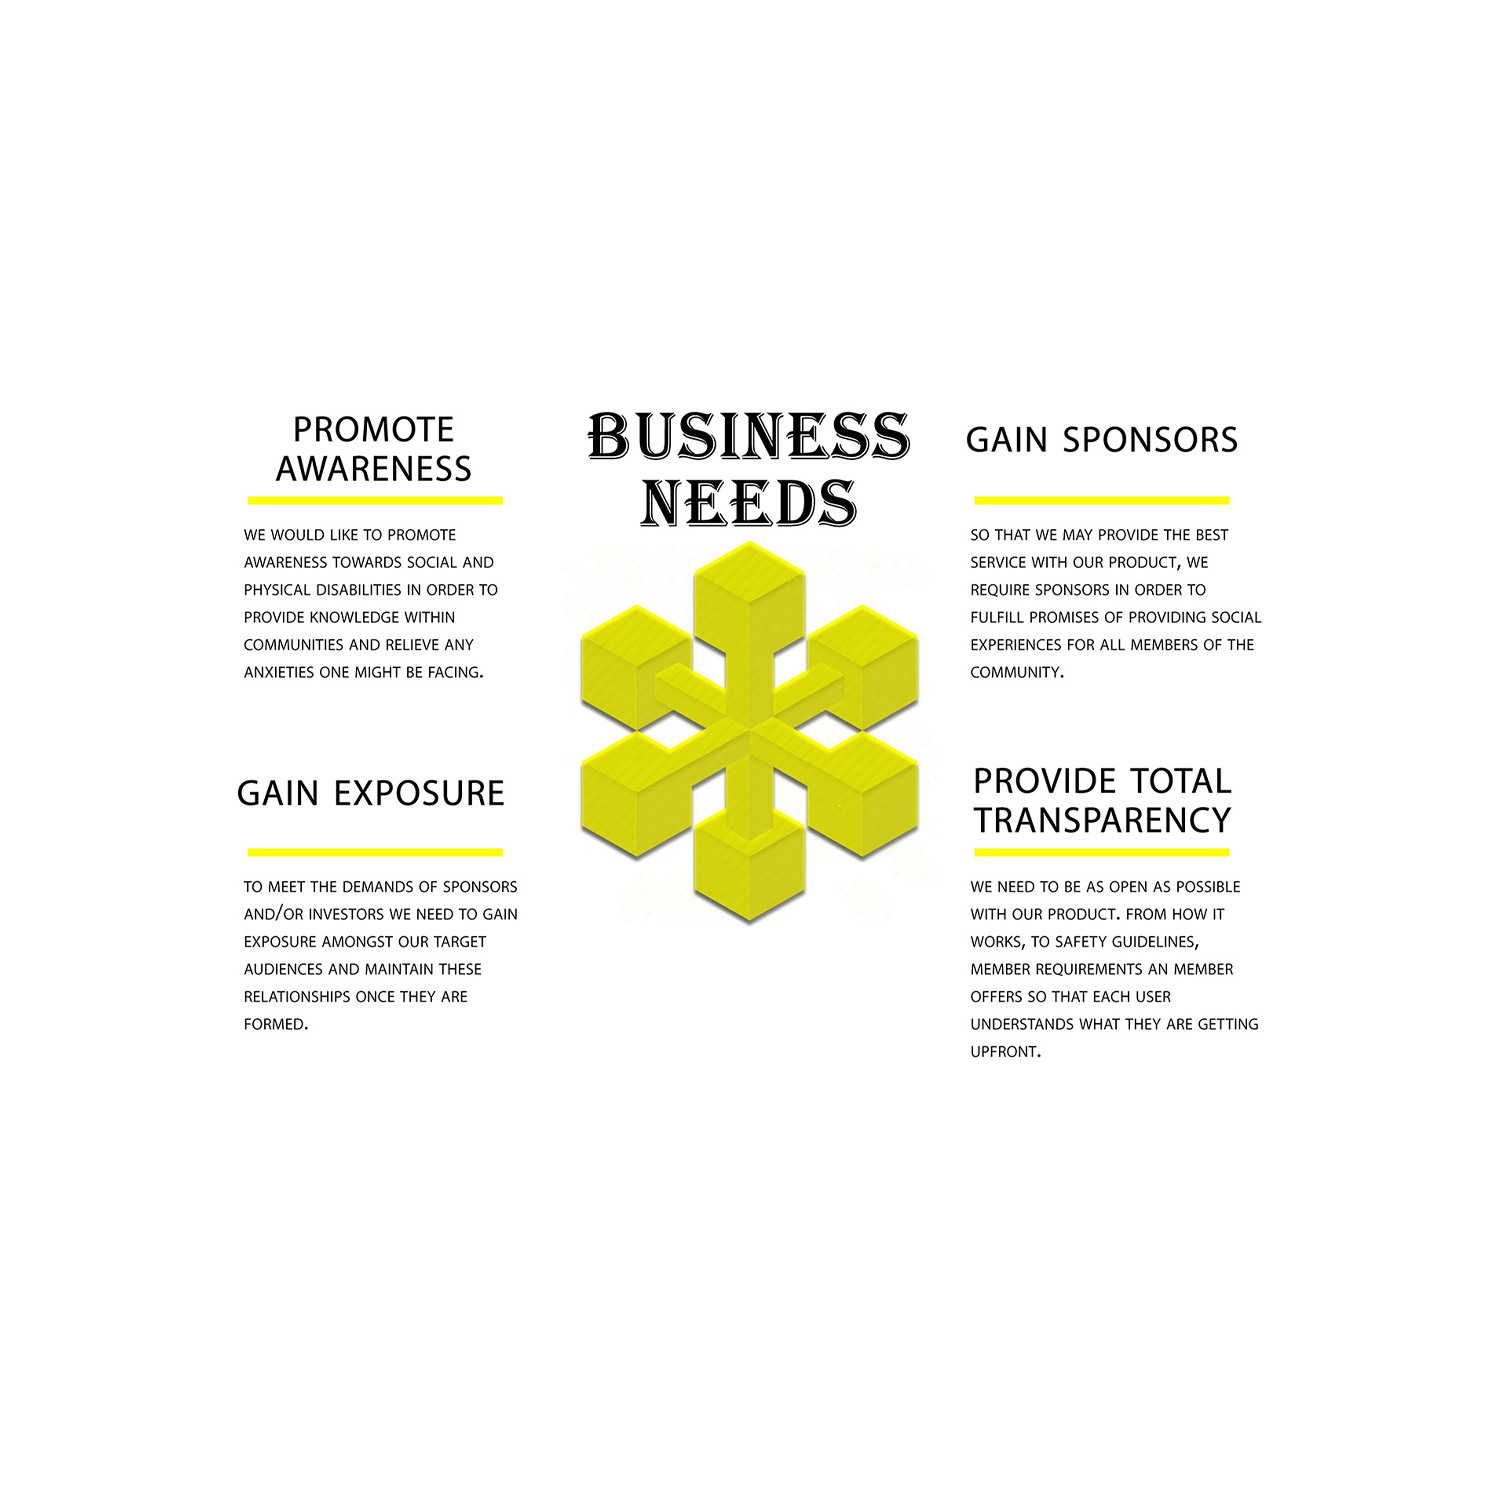 BUSINESS
NEEDS
PROMOTE
AWARENESS
WE WOULD LIKE TO PROMOTE
AWARENESS TOWARDS SOCIAL AND
PHYSICAL DISABILITIES IN ORDER TO
PROVIDE KNOWLEDGE WITHIN
COMMUNITIES AND RELIEVE ANY
ANXIETIES ONE MIGHT BE FACING.
GAIN SPONSORS
SO THAT WE MAY PROVIDE THE BEST
SERVICE WITH OUR PRODUCT, WE
REQUIRE SPONSORS IN ORDER TO
FULFILL PROMISES OF PROVIDING SOCIAL
EXPERIENCES FOR ALL MEMBERS OF THE
COMMUNITY.
GAIN EXPOSURE
TO MEET THE DEMANDS OF SPONSORS
AND/OR INVESTORS WE NEED TO GAIN
EXPOSURE AMONGST OUR TARGET
AUDIENCES AND MAINTAIN THESE
RELATIONSHIPS ONCE THEY ARE
FORMED.
PROVIDE TOTAL
TRANSPARENCY
WE NEED TO BE AS OPEN AS POSSIBLE
WITH OUR PRODUCT. FROM HOW IT
WORKS, TO SAFETY GUIDELINES,
MEMBER REQUIREMENTS AN MEMBER
OFFERS SO THAT EACH USER
UNDERSTANDS WHAT THEY ARE GETTING
UPFRONT.